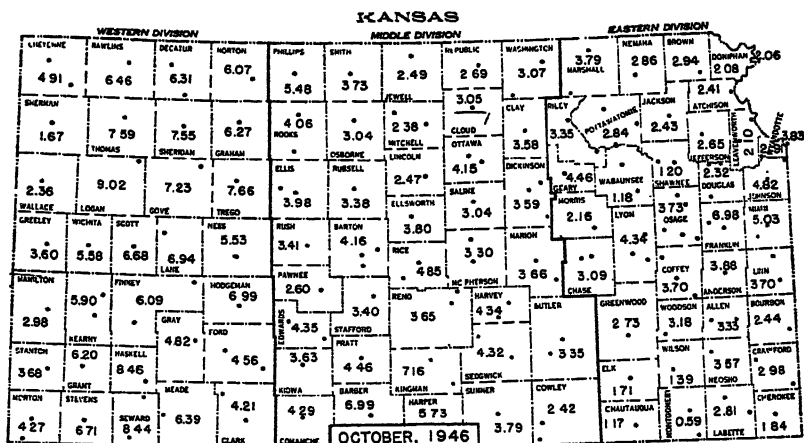 KANSAS
WESTERN DIVISION MIDDLE DIVISION EASTERN DIVISION
CHEYENNE RAWLINS DECATUR NORTON PHILLIPS SMITH JEWELL REPUBLIC WASHINGTON MARSHALL NEMAHA BROWN DONIPHAN
4.91 6.46 6.31 6.07 5.48 3.73 2.49 2.69 3.07 3.79 2.86 2.94 2.08 2.06
SHERMAN THOMAS SHERIDAN GRAHAM ROOKS OSBORNE MITCHELL CLOUD CLAY RILEY POTTAWATOMIE JACKSON ATCHISON
1.67 7.59 7.55 6.27 4.06 3.04 2.38 3.05 3.58 3.35 2.84 2.43 2.41
JEFFERSON LEAVENWORTH WYANDOTTE
2.65 2.10 3.83
WALLACE LOGAN GOVE TREGO ELLIS RUSSELL LINCOLN OTTAWA DICKINSON GEARY WABAUNSEE SHAWNEE DOUGLAS JOHNSON
2.36 9.02 7.23 7.66 3.98 3.38 2.47 4.15 3.59 4.46 1.18 1.20 2.32 4.82
ELLSWORTH SALINE MORRIS LYON OSAGE FRANKLIN MIAMI
3.80 3.04 2.16 4.34 3.73 6.98 5.03
GREELEY WICHITA SCOTT LANE NESS RUSH BARTON RICE MC PHERSON MARION CHASE COFFEY ANDERSON LINN
3.60 5.58 6.68 6.94 5.53 3.41 4.16 4.85 3.30 3.66 3.09 3.70 3.88 3.70
HAMILTON KEARNY FINNEY HODGEMAN PAWNEE STAFFORD RENO HARVEY BUTLER GREENWOOD WOODSON ALLEN BOURBON
2.98 5.90 6.09 6.99 2.60 3.40 3.65 4.34 3.35 2.73 3.18 3.35 2.44
GRAY FORD EDWARDS PRATT SEDGWICK
4.82 4.56 4.35 4.46 4.32
STANTON GRANT HASKELL KIOWA KINGMAN ELK WILSON NEOSHO CRAWFORD
3.68 6.20 8.46 3.63 7.16 1.71 1.39 3.57 2.98
MORTON STEVENS SEWARD MEADE CLARK COMANCHE BARBER HARPER SUMNER COWLEY CHAUTAUQUA MONTGOMERY LABETTE CHEROKEE
4.27 6.71 8.44 6.39 4.21 4.29 6.99 5.73 3.79 2.42 1.17 0.59 2.81 1.84
OCTOBER, 1946